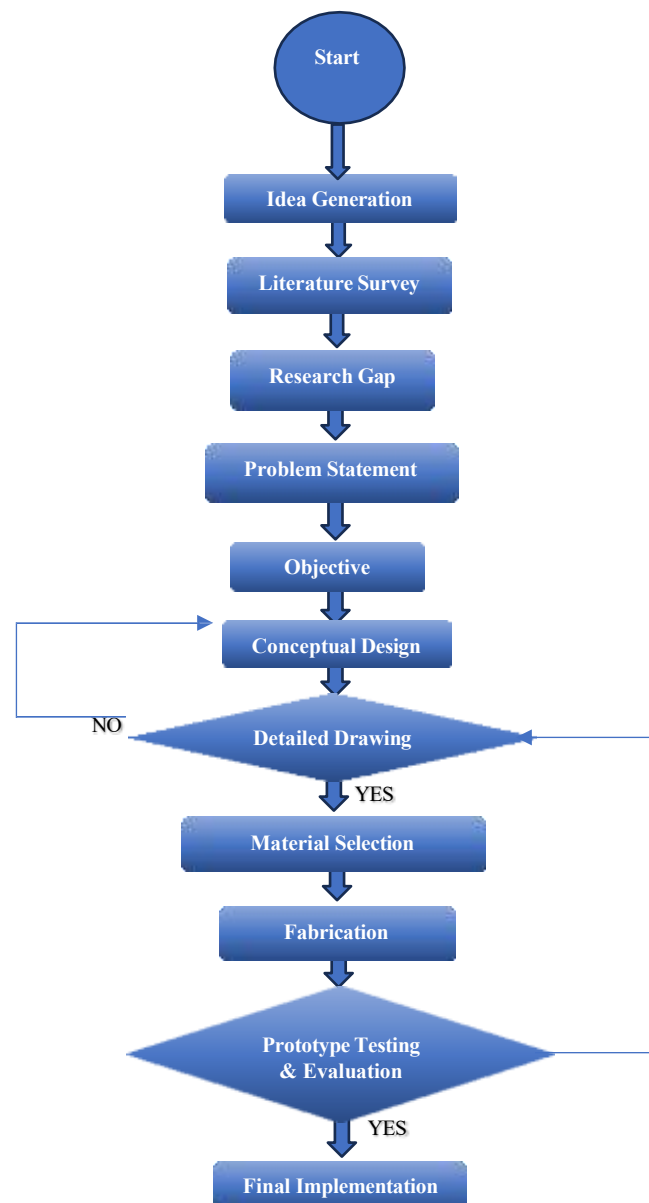 Start
Idea Generation
Literature Survey
Research Gap
Problem Statement
Objective
Conceptual Design
NO
Detailed Drawing
YES
Material Selection
Fabrication
Prototype Testing
& Evaluation
YES
Final Implementation